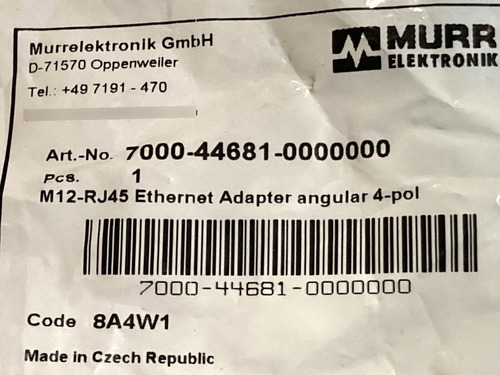 Murrelektronik GmbH
D-71570 Oppenweiler
Tel.: +49 7191 - 470
MURR
ELEKTRONIK
Art.-No. 7000-44681-0000000
Pcs. 1
M12-RJ45 Ethernet Adapter angular 4-pol
7000-44681-0000000
Code 8A4W1
Made in Czech Republic